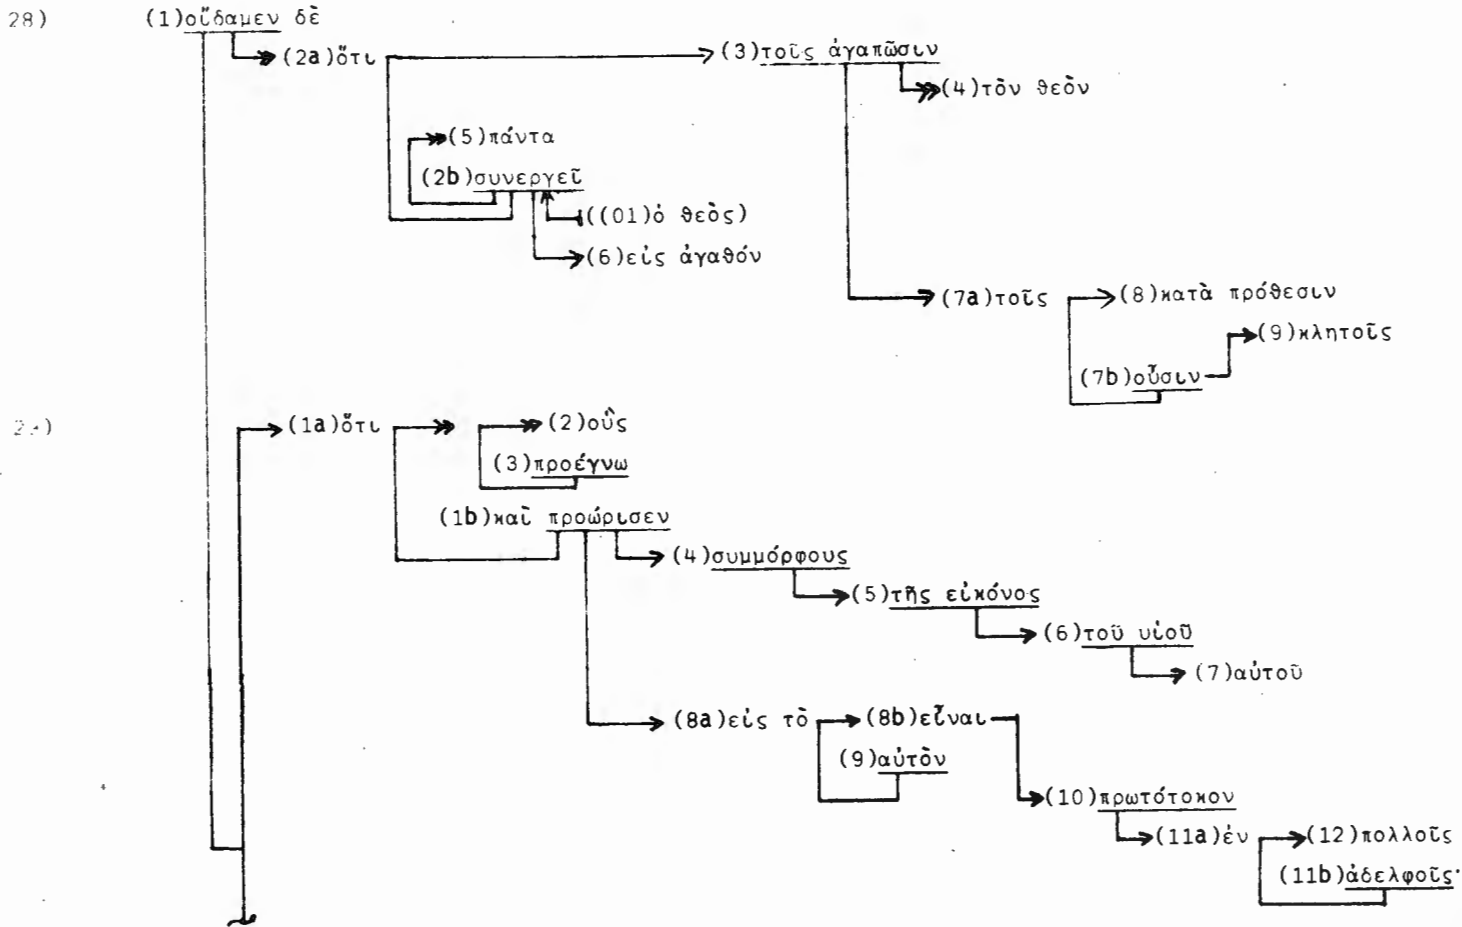 28) (1)οἴδαμεν δὲ
(2a)ὅτι (3)τοῖς ἀγαπῶσιν
(4)τὸν θεὸν
(5)πάντα
(2b)συνεργεῖ
((01)ὁ θεὸς)
(6)εἰς ἀγαθόν
(7a)τοῖς (8)κατὰ πρόθεσιν
(9)κλητοῖς
(7b)οὖσιν
(1a)ὅτι (2)οὓς
(3)προέγνω
(1b)καὶ προώρισεν
(4)συμμόρφους
(5)τῆς εἰκόνος
(6)τοῦ υἱοῦ
(7)αὐτοῦ
(8a)εἰς τὸ (8b)εἶναι
(9)αὐτὸν
(10)πρωτότοκον
(11a)ἐν (12)πολλοῖς
(11b)ἀδελφοῖς·